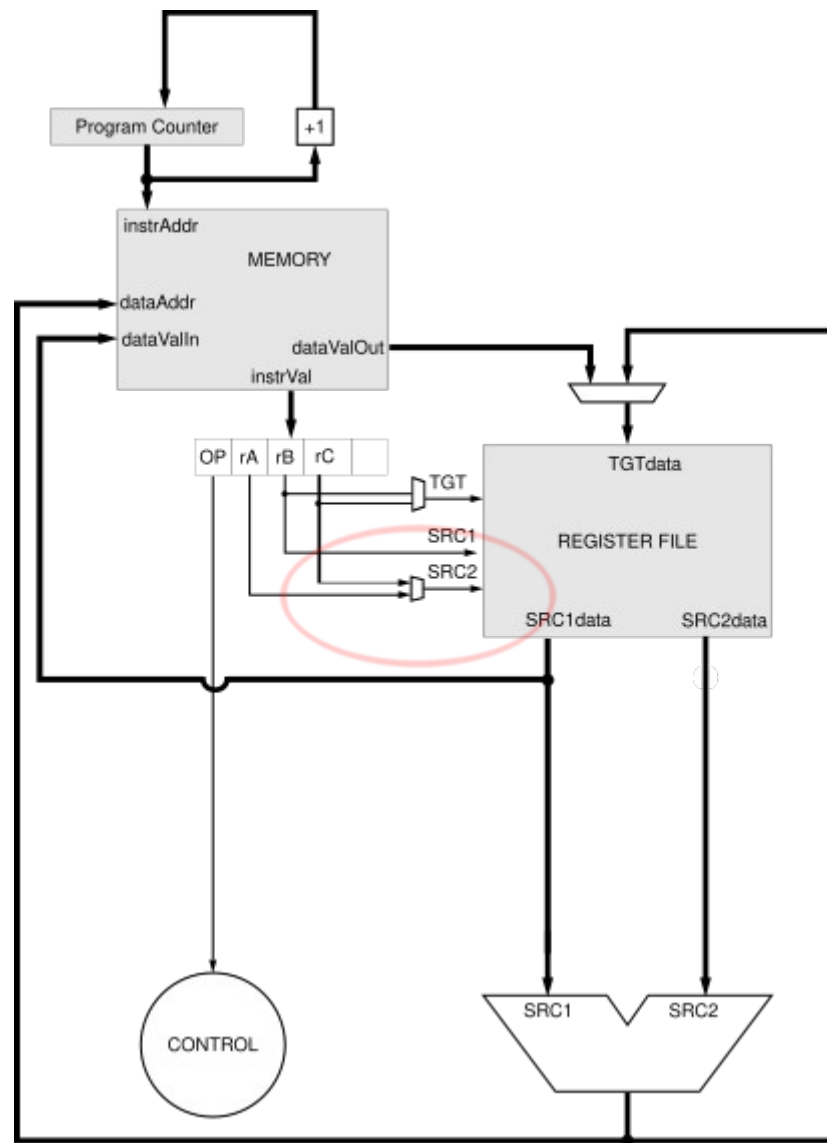 Program Counter
+1
instrAddr
MEMORY
dataAddr
dataValIn
dataValOut
instrVal
OP rA rB rC
TGTdata
TGT
SRC1
REGISTER FILE
SRC2
SRC1data
SRC2data
SRC1
SRC2
CONTROL